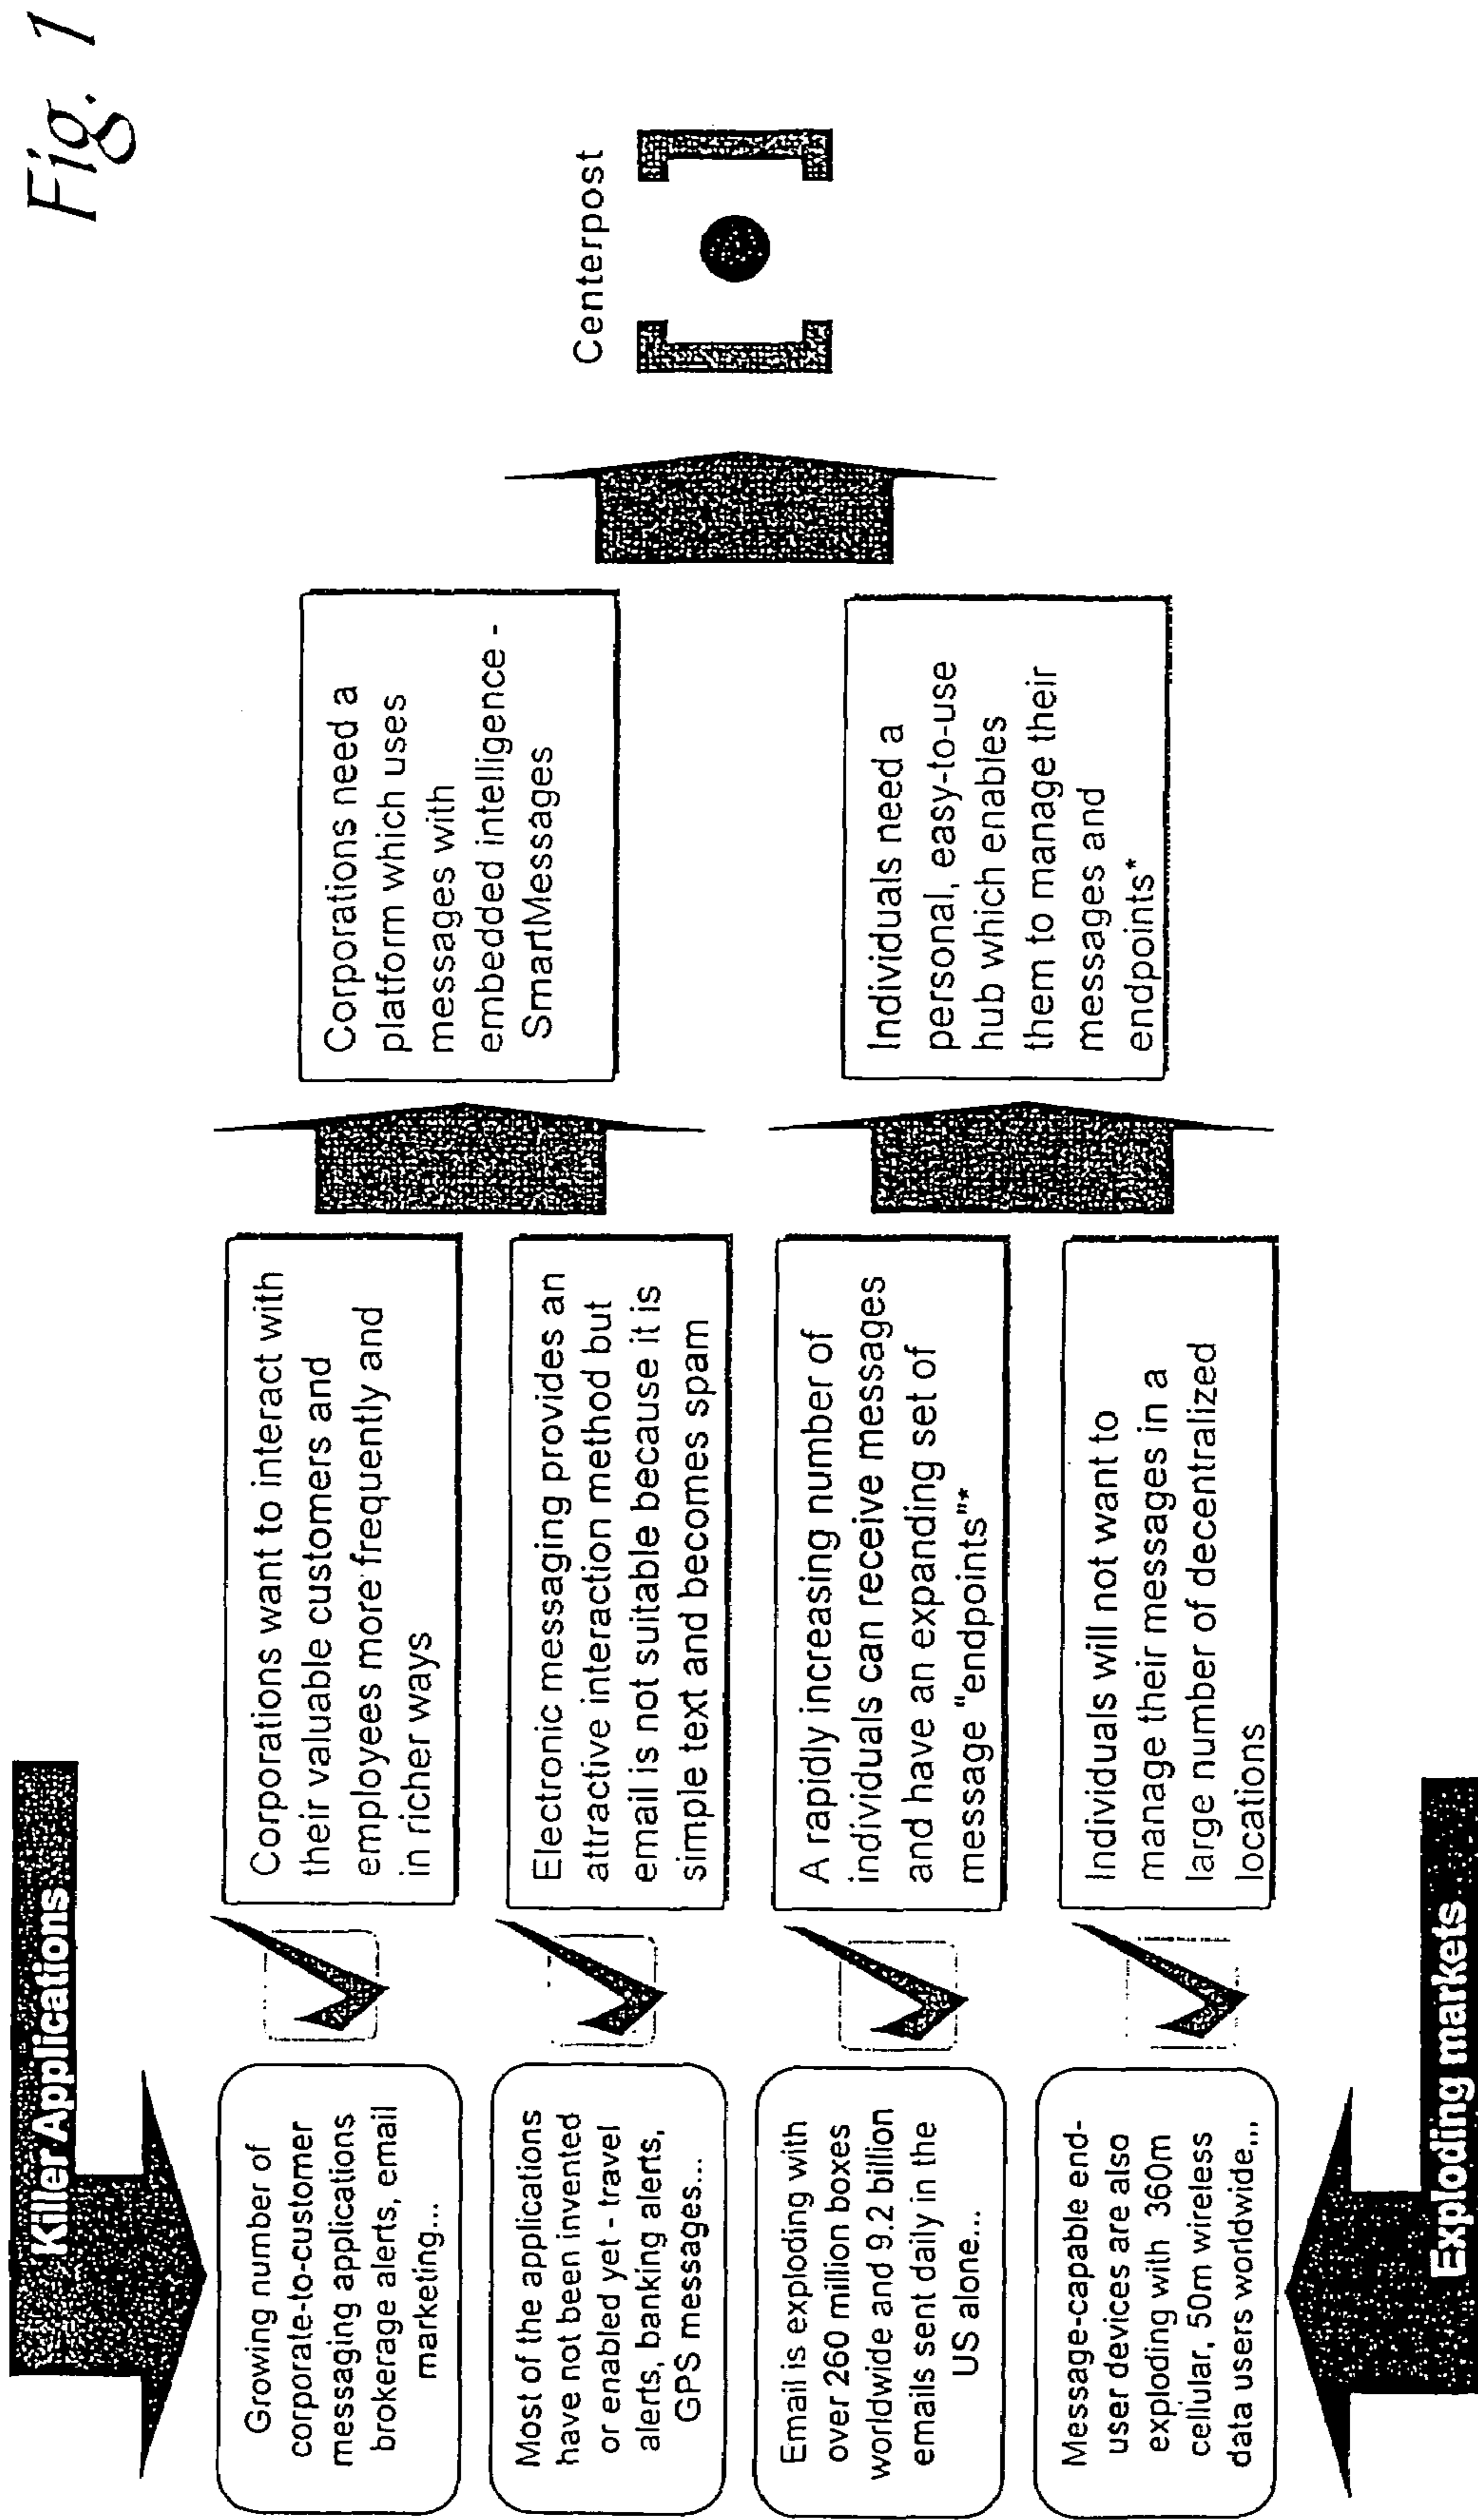 Fig. 1
Killer Applications
Growing number of
corporate-to-customer
messaging applications
brokerage alerts, email
marketing...
Corporations want to interact with
their valuable customers and
employees more frequently and
in richer ways
Most of the applications
have not been invented
or enabled yet - travel
alerts, banking alerts,
GPS messages...
Electronic messaging provides an
attractive interaction method but
email is not suitable because it is
simple text and becomes spam
Corporations need a
platform which uses
messages with
embedded intelligence -
SmartMessages
Email is exploding with
over 260 million boxes
worldwide and 9.2 billion
emails sent daily in the
US alone...
A rapidly increasing number of
individuals can receive messages
and have an expanding set of
message "endpoints"*
Message-capable end-
user devices are also
exploding with 360m
cellular, 50m wireless
data users worldwide...
Individuals will not want to
manage their messages in a
large number of decentralized
locations
Individuals need a
personal, easy-to-use
hub which enables
them to manage their
messages and
endpoints*
Centerpost
Exploding markets